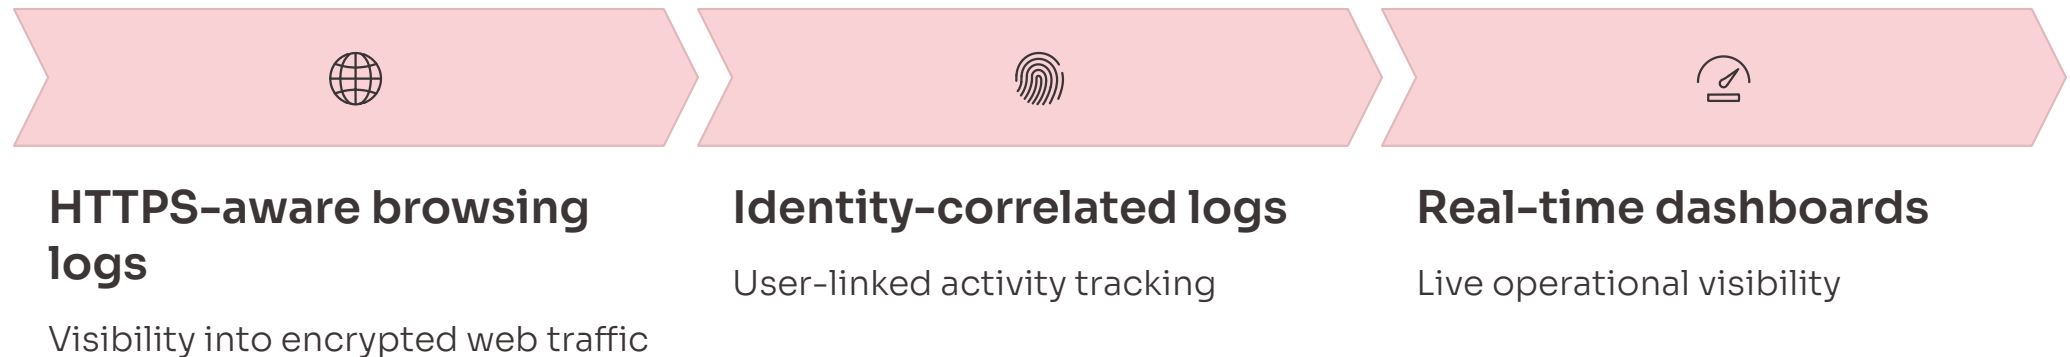 HTTPS-aware browsing
logs
Visibility into encrypted web traffic
Identity-correlated logs
User-linked activity tracking
Real-time dashboards
Live operational visibility